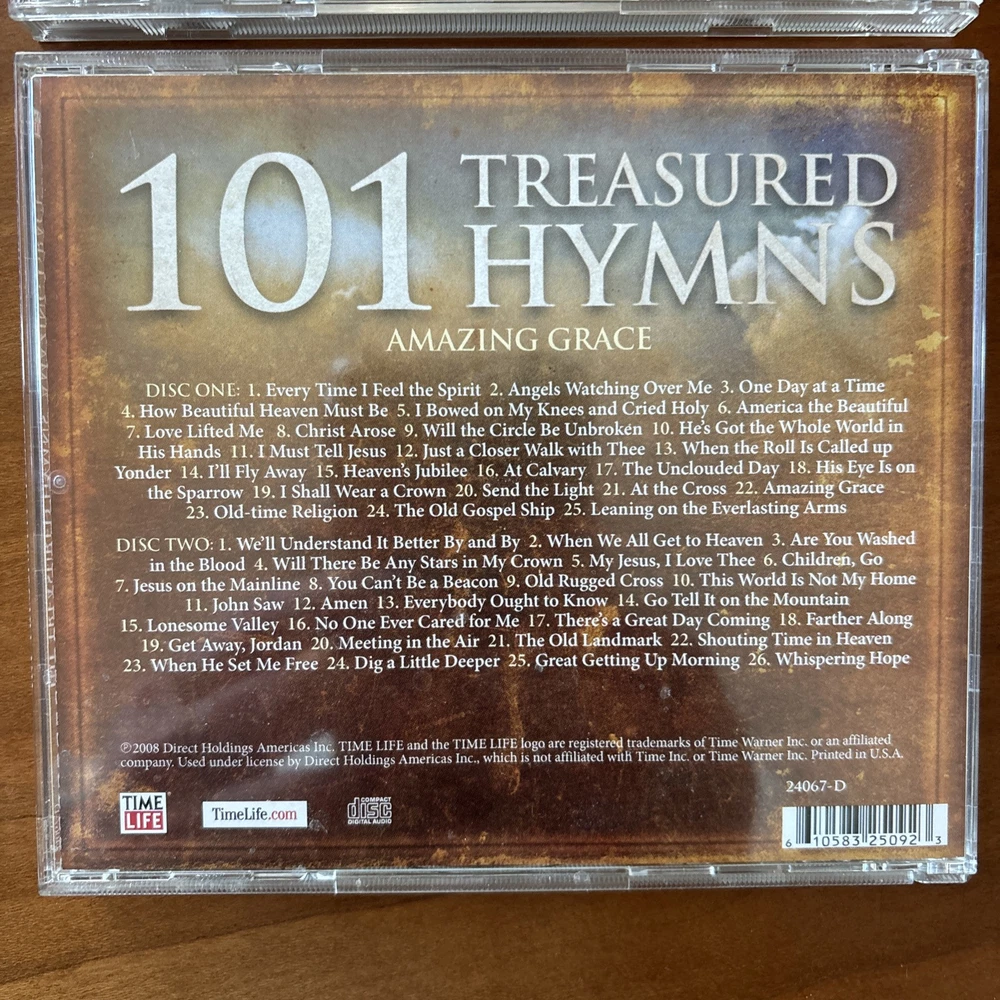 101 TREASURED
HYMNS
AMAZING GRACE
DISC ONE: 1. Every Time I Feel the Spirit 2. Angels Watching Over Me 3. One Day at a Time
4. How Beautiful Heaven Must Be 5. I Bowed on My Knees and Cried Holy 6. America the Beautiful
7. Love Lifted Me 8. Christ Arose 9. Will the Circle Be Unbroken 10. He's Got the Whole World in
His Hands 11. I Must Tell Jesus 12. Just a Closer Walk with Thee 13. When the Roll Is Called up
Yonder 14. I'll Fly Away 15. Heaven's Jubilee 16. At Calvary 17. The Unclouded Day 18. His Eye Is on
the Sparrow 19. I Shall Wear a Crown 20. Send the Light 21. At the Cross 22. Amazing Grace
23. Old-time Religion 24. The Old Gospel Ship 25. Leaning on the Everlasting Arms
DISC TWO: 1. We'll Understand It Better By and By 2. When We All Get to Heaven 3. Are You Washed
in the Blood 4. Will There Be Any Stars in My Crown 5. My Jesus, I Love Thee 6. Children, Go
7. Jesus on the Mainline 8. You Can't Be a Beacon 9. Old Rugged Cross 10. This World Is Not My Home
11. John Saw 12. Amen 13. Everybody Ought to Know 14. Go Tell It on the Mountain
15. Lonesome Valley 16. No One Ever Cared for Me 17. There's a Great Day Coming 18. Farther Along
19. Get Away, Jordan 20. Meeting in the Air 21. The Old Landmark 22. Shouting Time in Heaven
23. When He Set Me Free 24. Dig a Little Deeper 25. Great Getting Up Morning 26. Whispering Hope
℗2008 Direct Holdings Americas Inc. TIME LIFE and the TIME LIFE logo are registered trademarks of Time Warner Inc. or an affiliated
company. Used under license by Direct Holdings Americas Inc., which is not affiliated with Time Inc. or Time Warner Inc. Printed in U.S.A.
24067-D
TIME
LIFE
TimeLife.com
COMPACT
disc
DIGITAL AUDIO
6 10583 25092 3